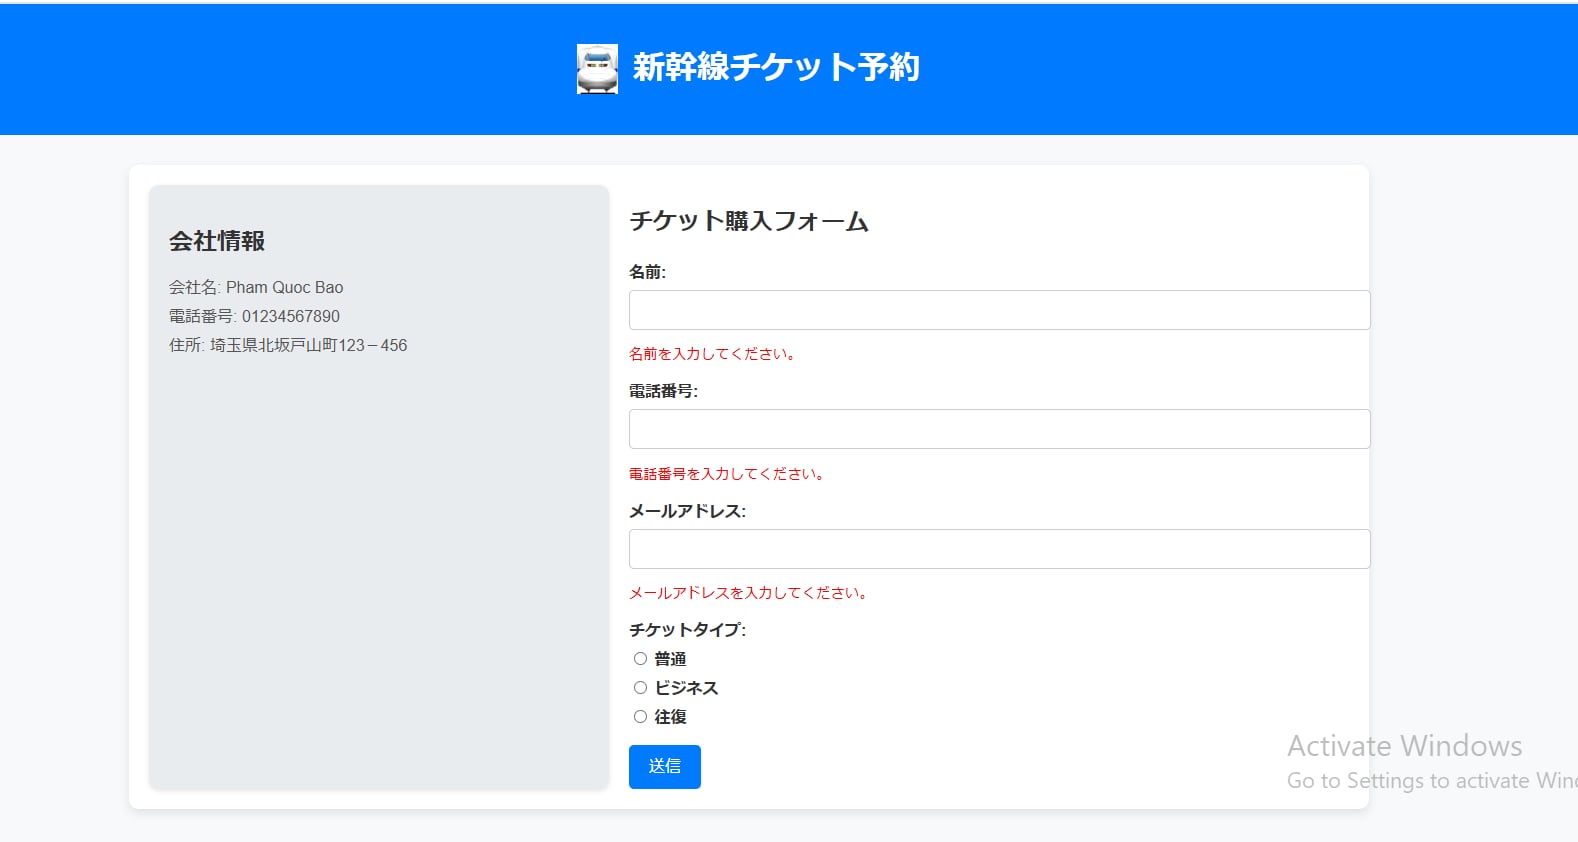 新幹線チケット予約
会社情報
会社名: Pham Quoc Bao
電話番号: 01234567890
住所: 埼玉県北坂戸山町123－456
チケット購入フォーム
名前:
名前を入力してください。
電話番号:
電話番号を入力してください。
メールアドレス:
メールアドレスを入力してください。
チケットタイプ:
普通
ビジネス
往復
送信
Activate Windows
Go to Settings to activate Win